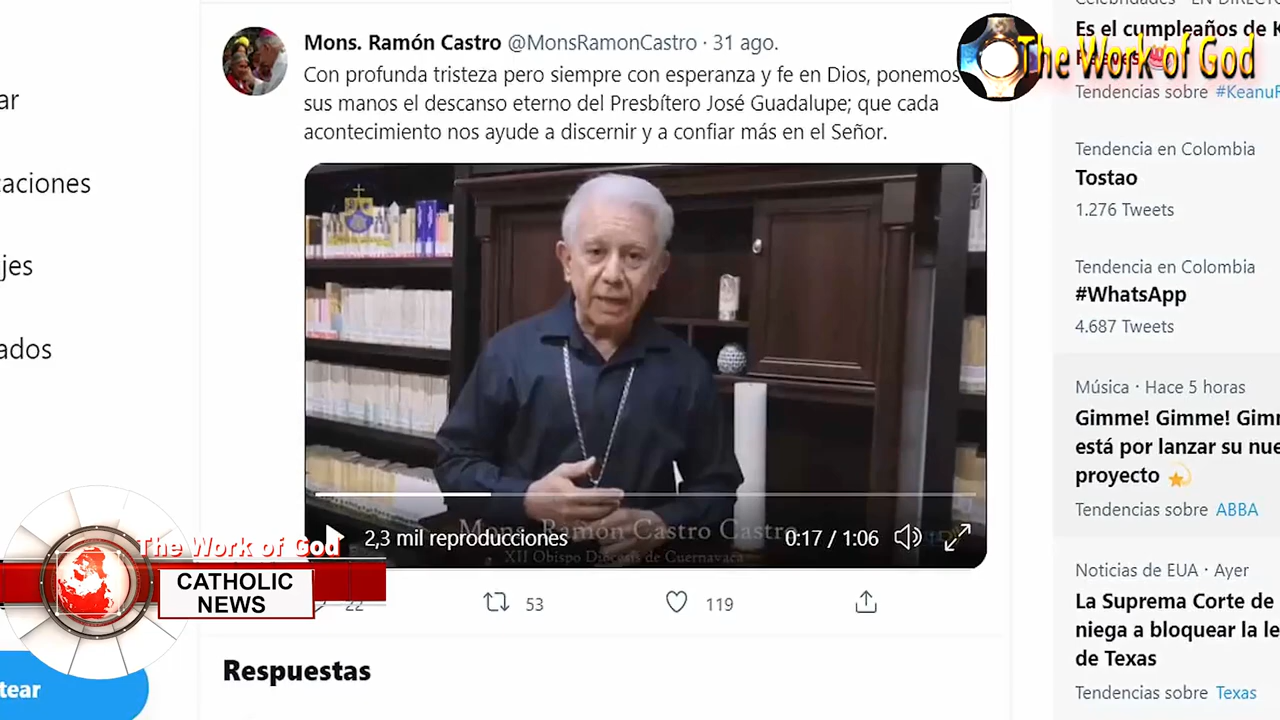 Mons. Ramón Castro @MonsRamonCastro · 31 ago.
Con profunda tristeza pero siempre con esperanza y fe en Dios, ponemos
sus manos el descanso eterno del Presbítero José Guadalupe; que cada
acontecimiento nos ayude a discernir y a confiar más en el Señor.
Mons. Ramón Castro Castro
XII Obispo Diócesis de Cuernavaca
2,3 mil reproducciones
0:17 / 1:06
22
53
119
Respuestas
ar
caciones
jes
ados
tear
The Work of God
CATHOLIC
NEWS
The Work of God
Celebridades · EN DIRECTO
Es el cumpleaños de K
Reeves
Tendencias sobre #KeanuR
Tendencia en Colombia
Tostao
1.276 Tweets
Tendencia en Colombia
#WhatsApp
4.687 Tweets
Música · Hace 5 horas
Gimme! Gimme! Gimm
está por lanzar su nue
proyecto
Tendencias sobre ABBA
Noticias de EUA · Ayer
La Suprema Corte de
niega a bloquear la le
de Texas
Tendencias sobre Texas